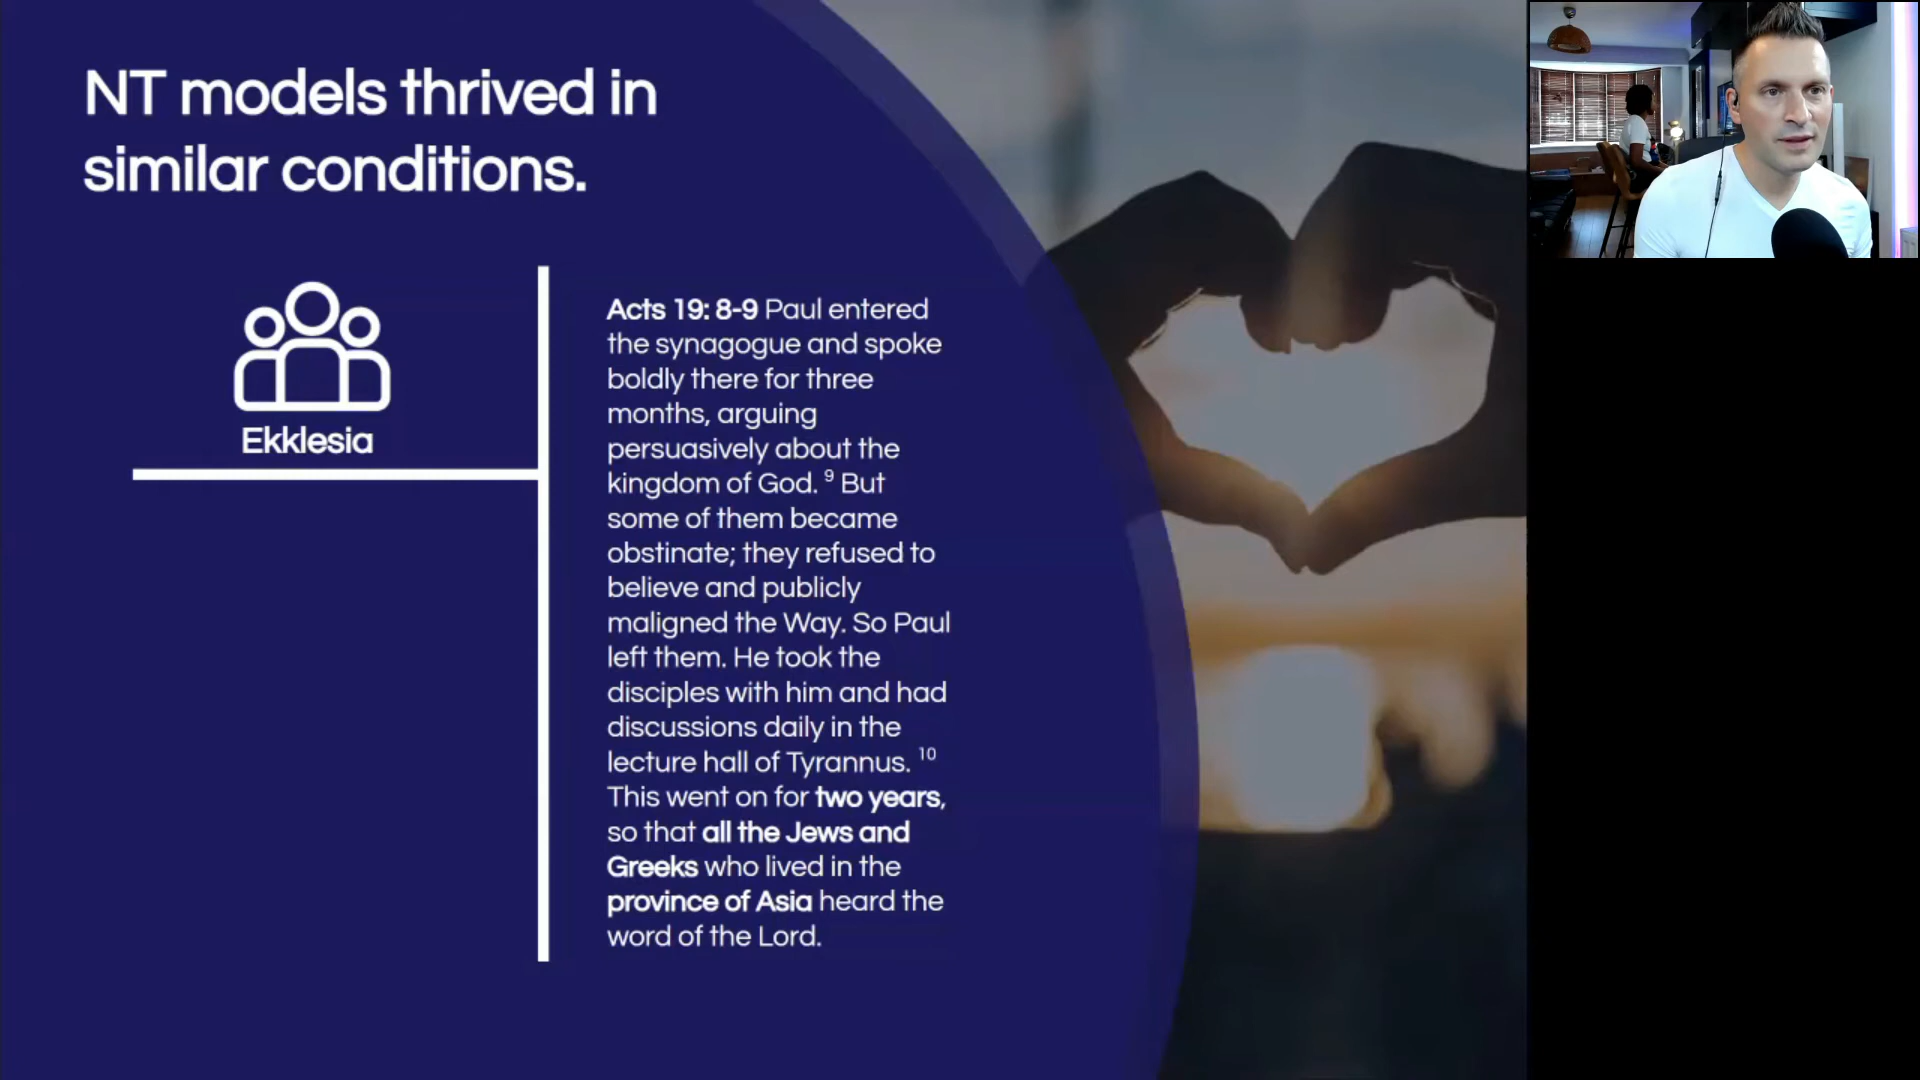 NT models thrived in
similar conditions.
Ekklesia
Acts 19: 8-9 Paul entered
the synagogue and spoke
boldly there for three
months, arguing
persuasively about the
kingdom of God. 9 But
some of them became
obstinate; they refused to
believe and publicly
maligned the Way. So Paul
left them. He took the
disciples with him and had
discussions daily in the
lecture hall of Tyrannus. 10
This went on for two years,
so that all the Jews and
Greeks who lived in the
province of Asia heard the
word of the Lord.